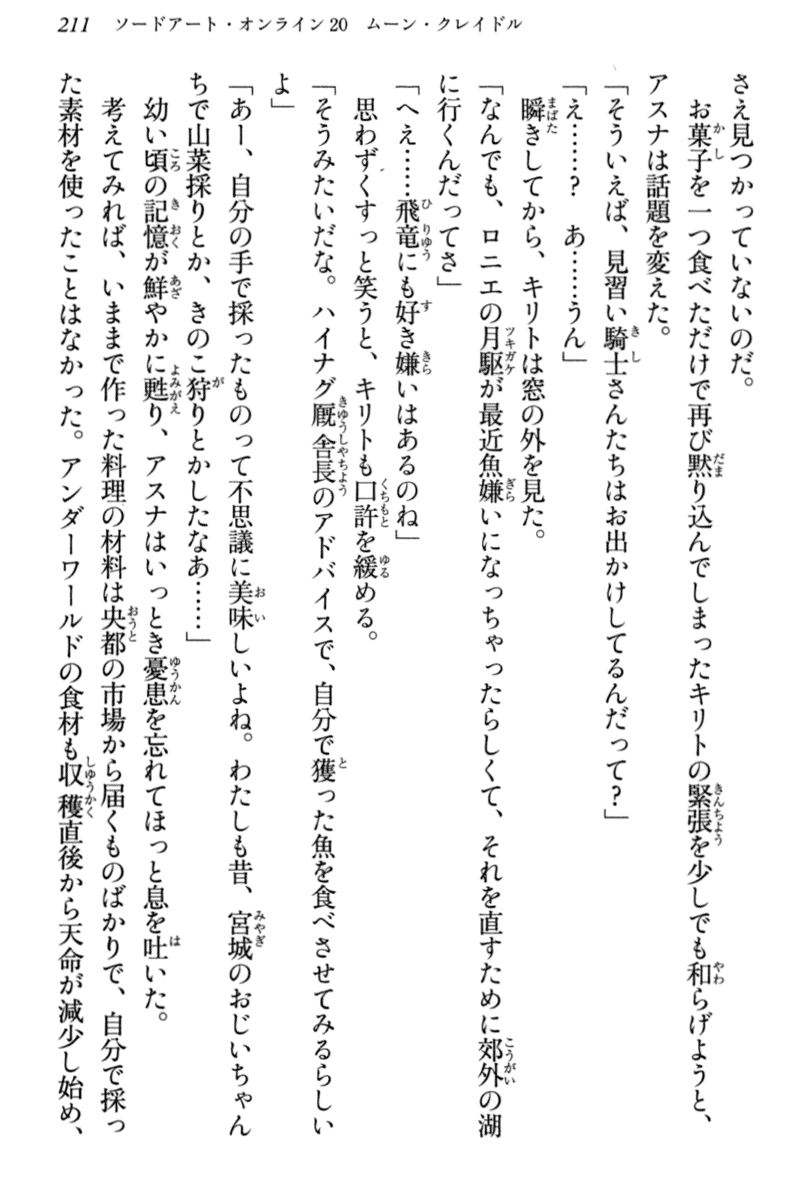 211　ソードアート・オンライン20　ムーン・クレイドル
さえ見つかっていないのだ。
　お菓子を一つ食べただけで再び黙り込んでしまったキリトの緊張を少しでも和らげようと、
アスナは話題を変えた。
「そういえば、見習い騎士さんたちはお出かけしてるんだって？」
「え……？　あ……うん」
　瞬きしてから、キリトは窓の外を見た。
「なんでも、ロニエの月駆が最近魚嫌いになっちゃったらしくて、それを直すために郊外の湖
に行くんだってさ」
「へえ……飛竜にも好き嫌いはあるのね」
　思わずくすっと笑うと、キリトも口許を緩める。
「そうみたいだな。ハイナグ厩舎長のアドバイスで、自分で獲った魚を食べさせてみるらしい
よ」
「あー、自分の手で採ったものって不思議に美味しいよね。わたしも昔、宮城のおじいちゃん
ちで山菜採りとか、きのこ狩りとかしたなあ……」
　幼い頃の記憶が鮮やかに甦り、アスナはいっとき憂患を忘れてほっと息を吐いた。
　考えてみれば、いままで作った料理の材料は央都の市場から届くものばかりで、自分で採っ
た素材を使ったことはなかった。アンダーワールドの食材も収穫直後から天命が減少し始め、